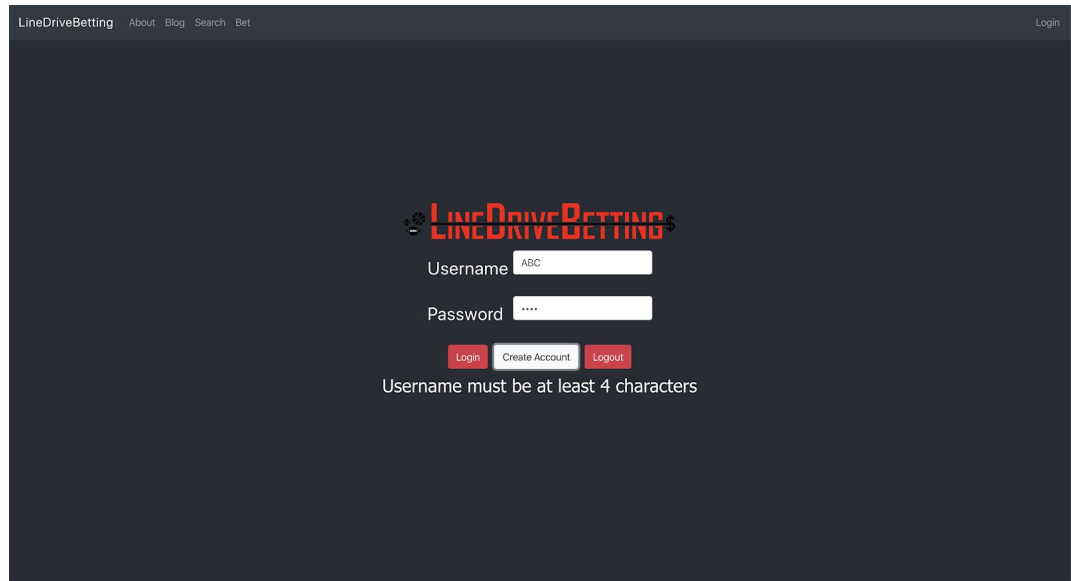 LineDriveBetting About Blog Search Bet Login
LINEDRIVEBETTING$
Username ABC
Password ••••
Login Create Account Logout
Username must be at least 4 characters